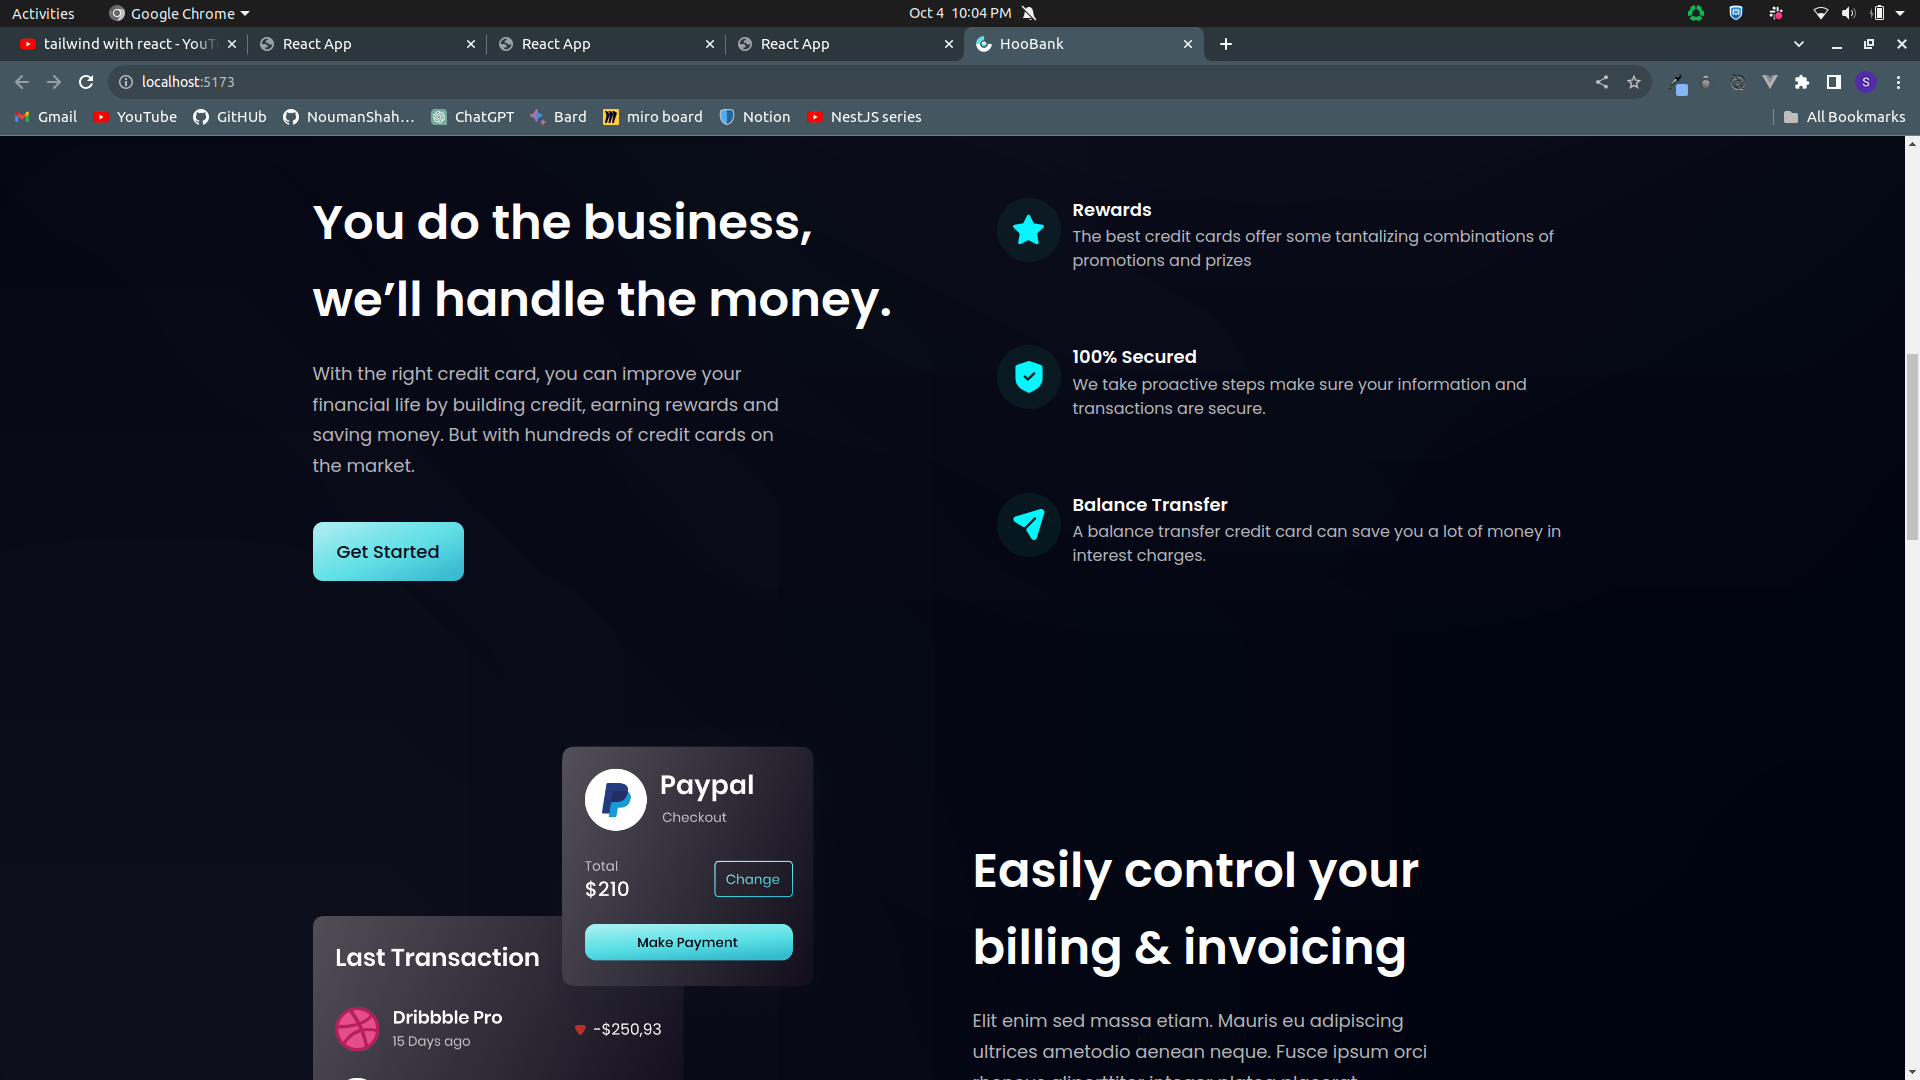 Activities
Google Chrome
Oct 4 10:04 PM
tailwind with react - YouT
React App
React App
React App
HooBank
localhost:5173
S
Gmail
YouTube
GitHUb
NoumanShah...
ChatGPT
Bard
miro board
Notion
NestJS series
All Bookmarks
You do the business,
we’ll handle the money.
With the right credit card, you can improve your
financial life by building credit, earning rewards and
saving money. But with hundreds of credit cards on
the market.
Get Started
Rewards
The best credit cards offer some tantalizing combinations of
promotions and prizes
100% Secured
We take proactive steps make sure your information and
transactions are secure.
Balance Transfer
A balance transfer credit card can save you a lot of money in
interest charges.
Paypal
Checkout
Total
$210
Change
Make Payment
Last Transaction
Dribbble Pro
15 Days ago
-$250,93
Easily control your
billing & invoicing
Elit enim sed massa etiam. Mauris eu adipiscing
ultrices ametodio aenean neque. Fusce ipsum orci